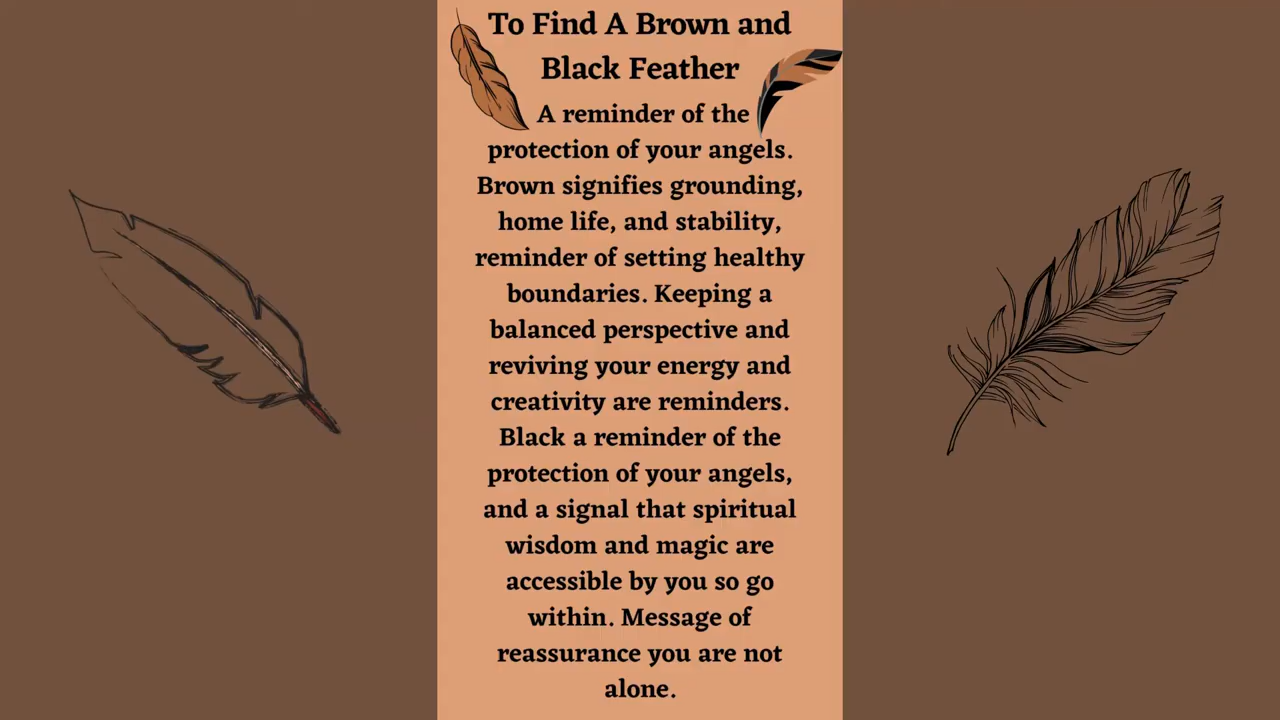 To Find A Brown and
Black Feather
A reminder of the
protection of your angels.
Brown signifies grounding,
home life, and stability,
reminder of setting healthy
boundaries. Keeping a
balanced perspective and
reviving your energy and
creativity are reminders.
Black a reminder of the
protection of your angels,
and a signal that spiritual
wisdom and magic are
accessible by you so go
within. Message of
reassurance you are not
alone.